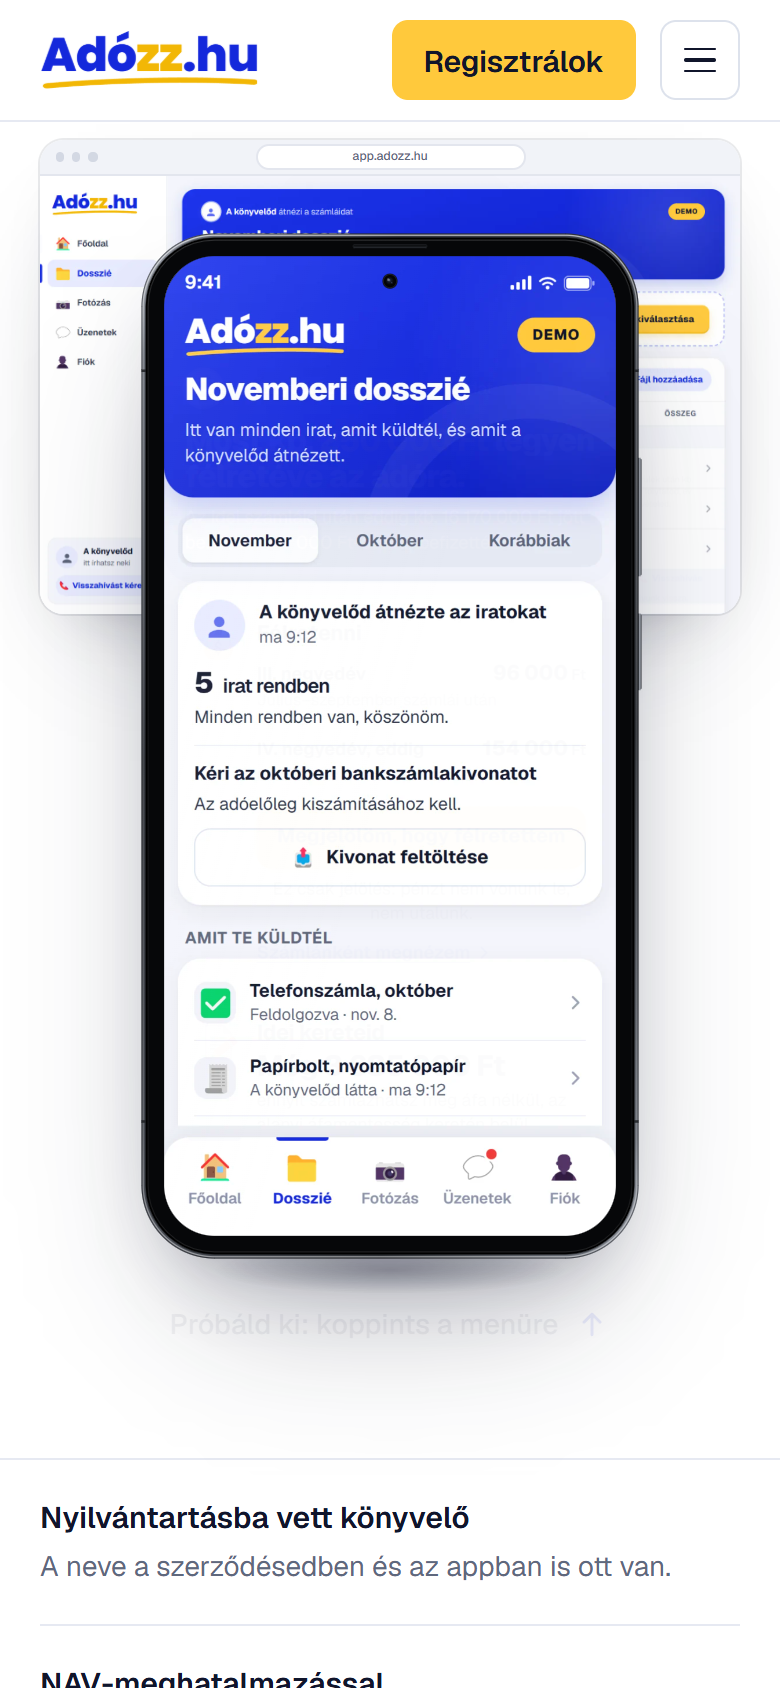 Adózz.hu
Regisztrálok
app.adozz.hu
Adózz.hu
A könyvelőd átnézi a számláidat
DEMO
Novemberi dosszié
Főoldal
Dosszié
Fotózás
Üzenetek
Fiók
kiválasztása
Fájl hozzáadása
ÖSSZEG
A könyvelőd
Itt írhatsz neki
Visszahívást kére
9:41
Adózz.hu
DEMO
Novemberi dosszié
Itt van minden irat, amit küldtél, és amit a
könyvelőd átnézett.
November
Október
Korábbiak
A könyvelőd átnézte az iratokat
ma 9:12
5 irat rendben
Minden rendben van, köszönöm.
Kéri az októberi bankszámlakivonatot
Az adóelőleg kiszámításához kell.
Kivonat feltöltése
AMIT TE KÜLDTÉL
Telefonszámla, október
Feldolgozva · nov. 8.
Papírbolt, nyomtatópapír
A könyvelőd látta · ma 9:12
Főoldal
Dosszié
Fotózás
Üzenetek
Fiók
Próbáld ki: koppints a menüre ↑
Nyilvántartásba vett könyvelő
A neve a szerződésedben és az appban is ott van.
NAV-meghatalmazással